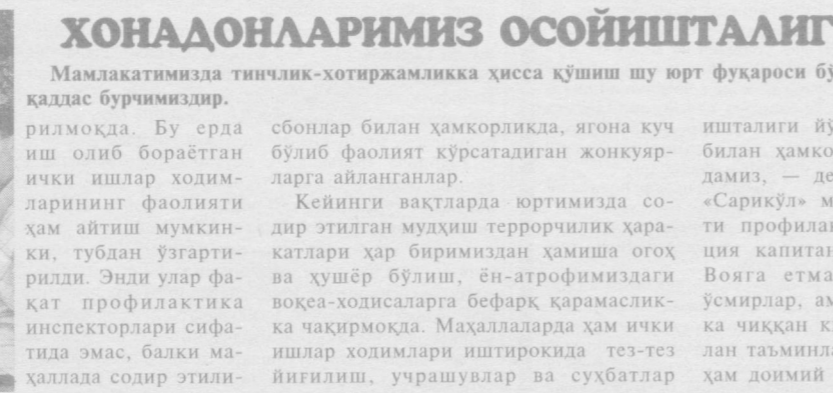 ХОНАДОНЛАРИМИЗ ОСОЙИШТАЛИГ
Мамлакатимизда тинчлик-хотиржамликка ҳисса қўшиш шу юрт фуқароси бў
қаддас бурчимиздир.
рилмоқда. Бу ерда
иш олиб бораётган
ички ишлар ходим-
ларининг фаолияти
ҳам айтиш мумкин-
ки, тубдан ўзгарти-
рилди. Энди улар фа-
қат профилактика
инспекторлари сифа-
тида эмас, балки ма-
ҳаллада содир этили-
сбонлар билан ҳамкорликда, ягона куч
бўлиб фаолият кўрсатадиган жонкуяр-
ларга айланганлар.
Кейинги вақтларда юртимизда со-
дир этилган мудҳиш террорчилик ҳара-
катлари ҳар биримиздан ҳамиша огоҳ
ва ҳушёр бўлиш, ён-атрофимиздаги
воқеа-ходисаларга бефарқ қарамаслик-
ка чақирмоқда. Маҳаллаларда ҳам ички
ишлар ходимлари иштирокида тез-тез
йиғилиш, учрашувлар ва суҳбатлар
ишталиги йў
билан ҳамко
дамиз, — де
«Сариқўл» м
ти профилак
ция капитан
Вояга етма
ўсмирлар, ам
ка чиққан к
лан таъминла
ҳам доимий